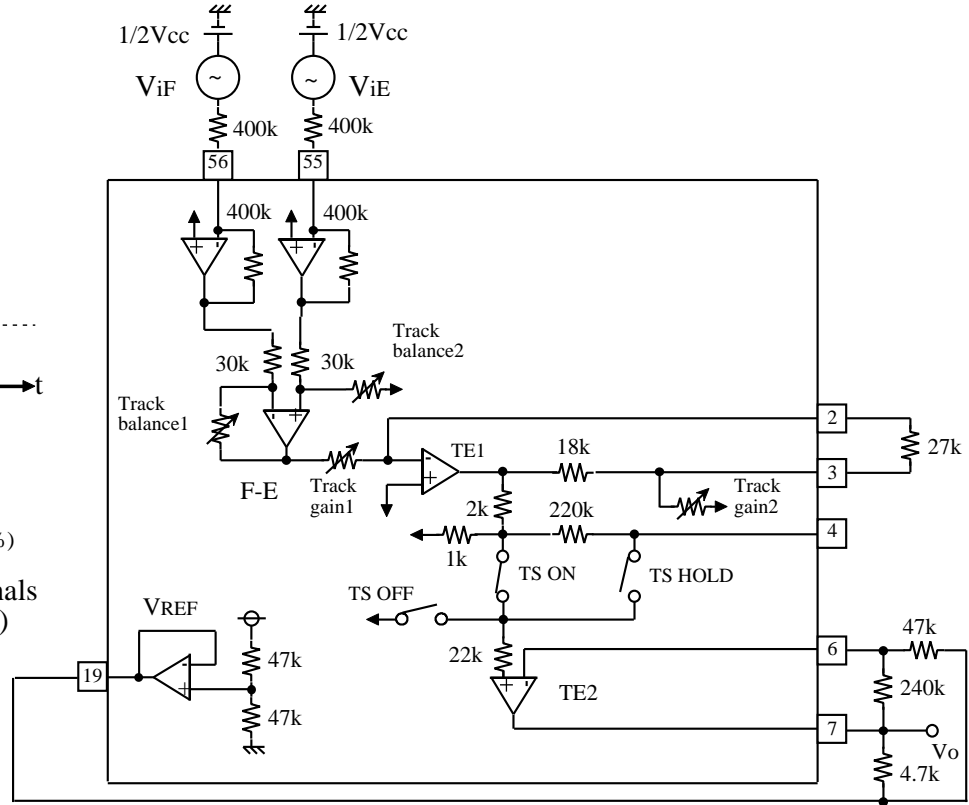 1/2Vcc
1/2Vcc
ViF
ViE
~
~
400k
400k
56
55
400k
400k
+
-
+
-
t
30k
30k
Track
balance2
Track
balance1
-
+
F-E
Track
gain1
TE1
-
+
18k
2
27k
3
Track
gain2
2k
220k
4
1k
%)
TS ON
TS HOLD
nals
)
TS OFF
VREF
47k
47k
19
-
+
22k
+
-
TE2
6
47k
240k
7
Vo
4.7k